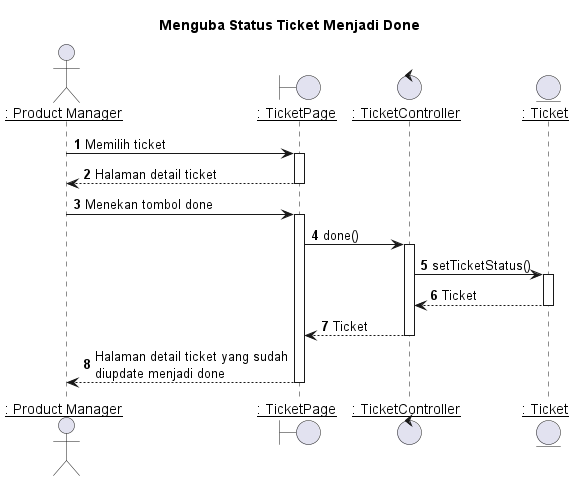 Menguba Status Ticket Menjadi Done
: Product Manager
: TicketPage
: TicketController
: Ticket
1 Memilih ticket
2 Halaman detail ticket
3 Menekan tombol done
4 done()
5 setTicketStatus()
6 Ticket
7 Ticket
8 Halaman detail ticket yang sudah
diupdate menjadi done
: Product Manager
: TicketPage
: TicketController
: Ticket